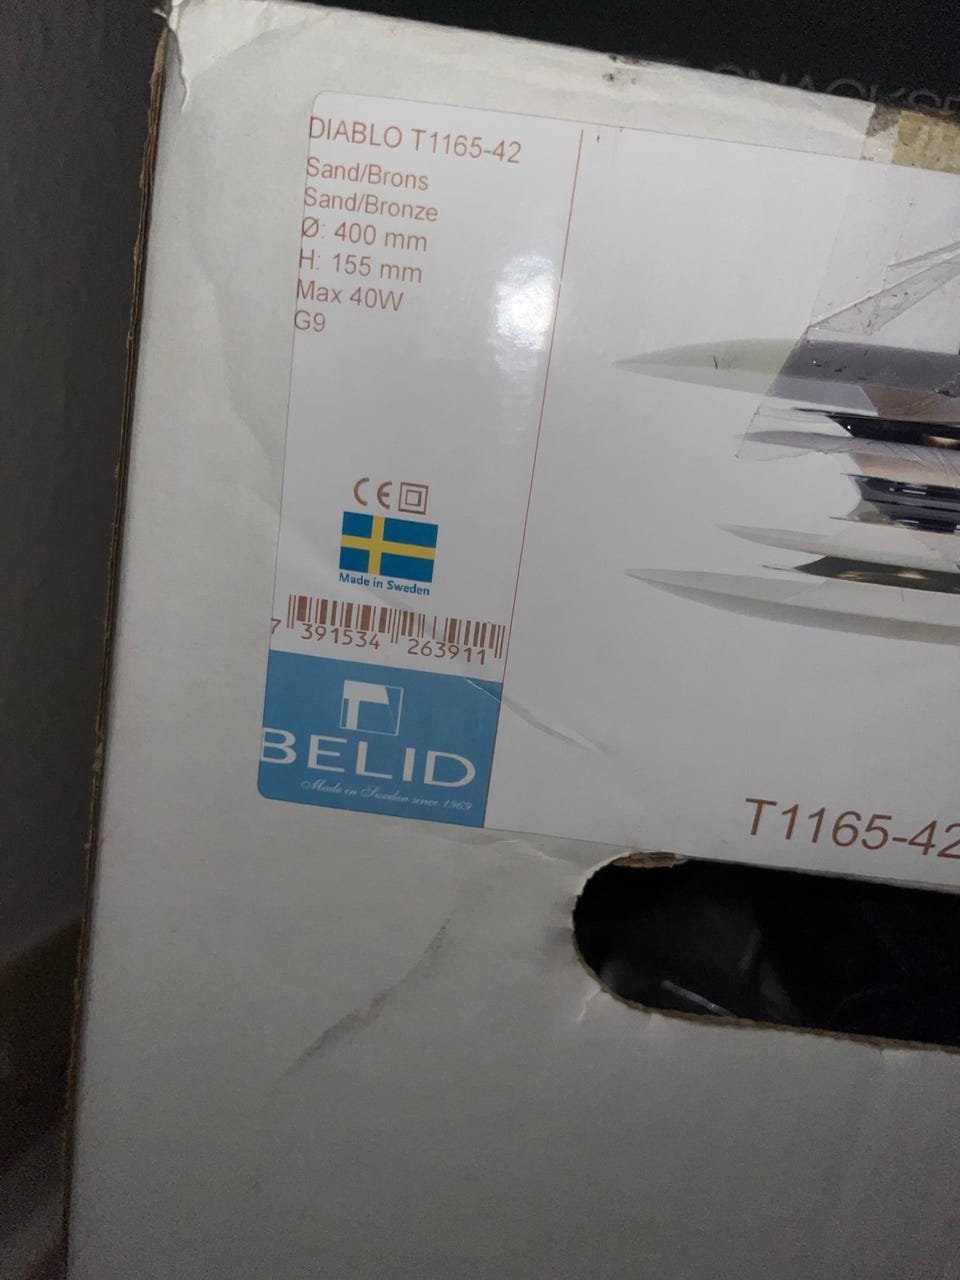 DIABLO T1165-42
Sand/Brons
Sand/Bronze
Ø: 400 mm
H: 155 mm
Max 40W
G9
CE
Made in Sweden
7 391534 263911
BELID
Made in Sweden since 1969
T1165-42